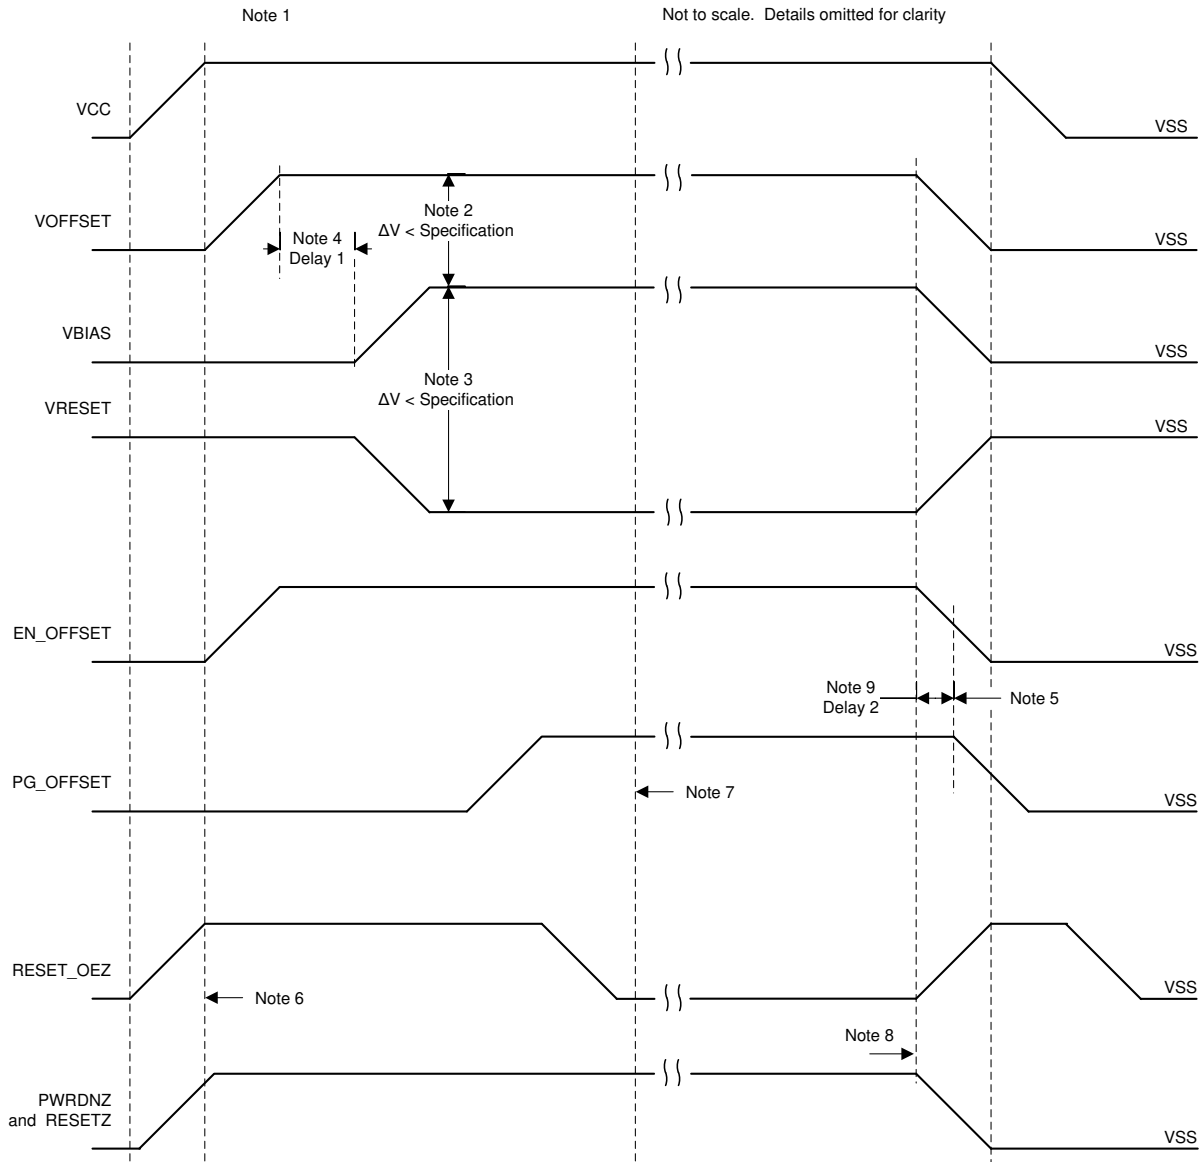 Note 1
Not to scale. Details omitted for clarity
VCC
VSS
VOFFSET
Note 4
Delay 1
Note 2
ΔV < Specification
VSS
VBIAS
VSS
Note 3
ΔV < Specification
VRESET
VSS
EN_OFFSET
VSS
Note 9
Delay 2
Note 5
PG_OFFSET
Note 7
VSS
RESET_OEZ
Note 6
VSS
Note 8
PWRDNZ
and RESETZ
VSS